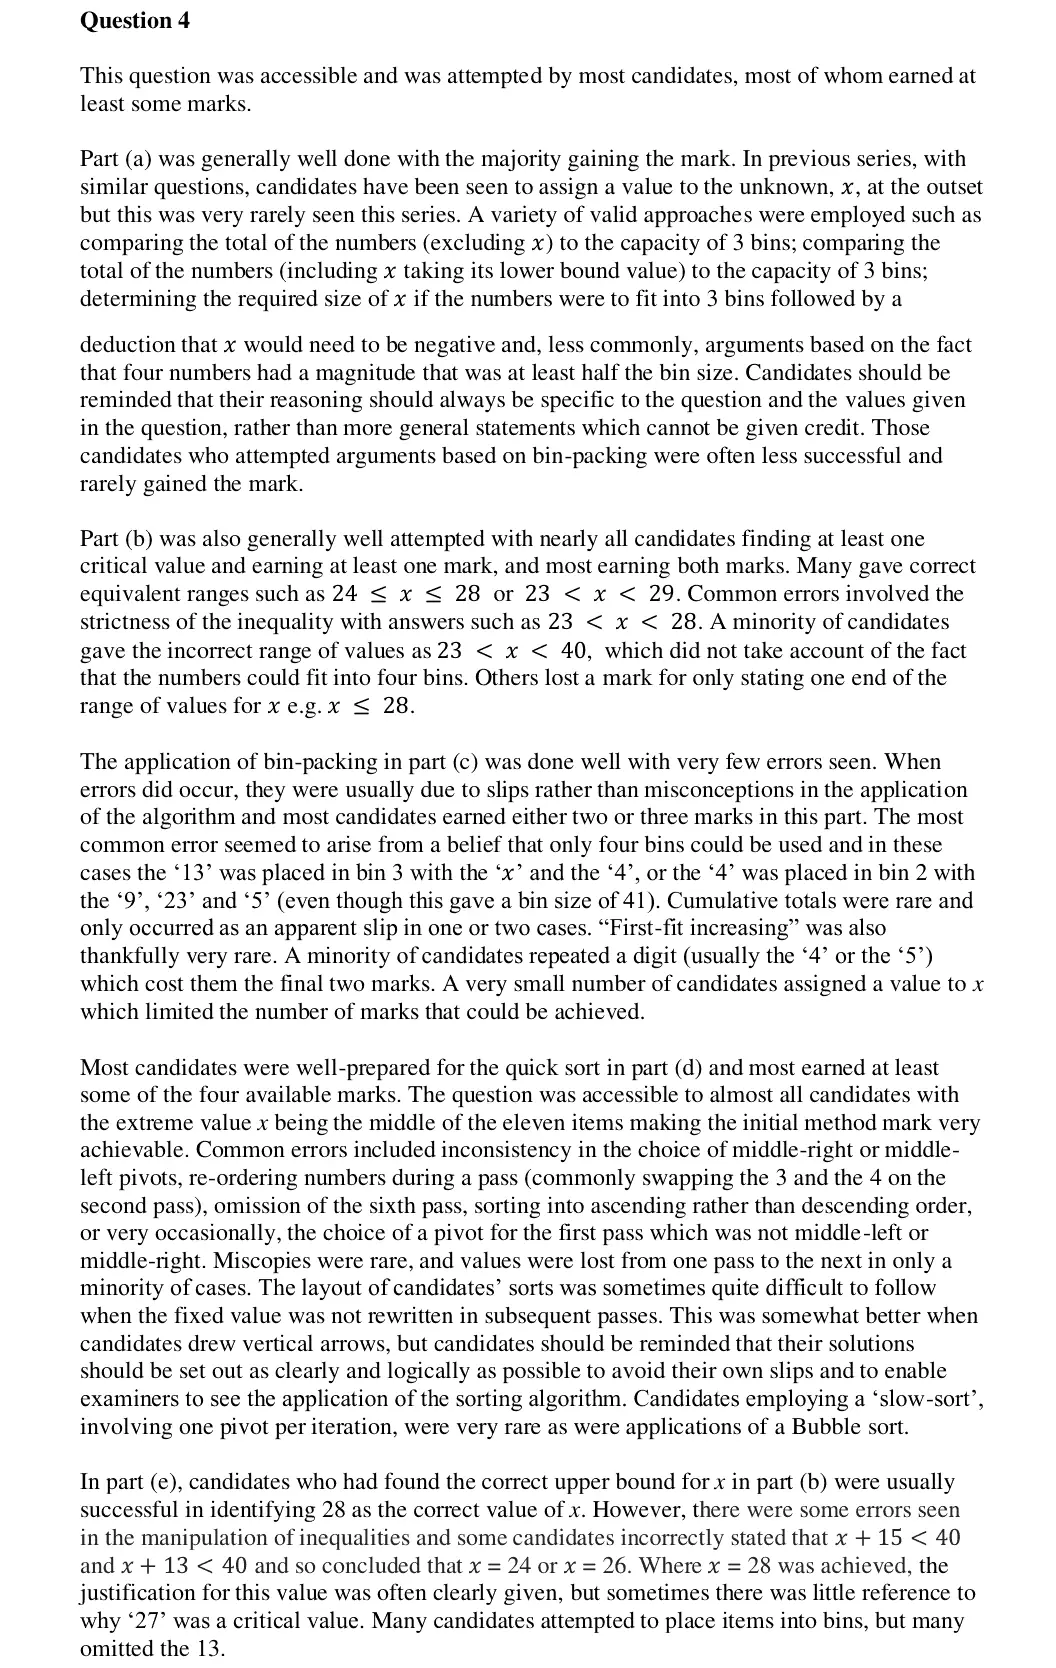 Question 4
This question was accessible and was attempted by most candidates, most of whom earned at
least some marks.
Part (a) was generally well done with the majority gaining the mark. In previous series, with
similar questions, candidates have been seen to assign a value to the unknown, x, at the outset
but this was very rarely seen this series. A variety of valid approaches were employed such as
comparing the total of the numbers (excluding x) to the capacity of 3 bins; comparing the
total of the numbers (including x taking its lower bound value) to the capacity of 3 bins;
determining the required size of x if the numbers were to fit into 3 bins followed by a
deduction that x would need to be negative and, less commonly, arguments based on the fact
that four numbers had a magnitude that was at least half the bin size. Candidates should be
reminded that their reasoning should always be specific to the question and the values given
in the question, rather than more general statements which cannot be given credit. Those
candidates who attempted arguments based on bin-packing were often less successful and
rarely gained the mark.
Part (b) was also generally well attempted with nearly all candidates finding at least one
critical value and earning at least one mark, and most earning both marks. Many gave correct
equivalent ranges such as 24 ≤ x ≤ 28 or 23 < x < 29. Common errors involved the
strictness of the inequality with answers such as 23 < x < 28. A minority of candidates
gave the incorrect range of values as 23 < x < 40, which did not take account of the fact
that the numbers could fit into four bins. Others lost a mark for only stating one end of the
range of values for x e.g. x ≤ 28.
The application of bin-packing in part (c) was done well with very few errors seen. When
errors did occur, they were usually due to slips rather than misconceptions in the application
of the algorithm and most candidates earned either two or three marks in this part. The most
common error seemed to arise from a belief that only four bins could be used and in these
cases the ‘13’ was placed in bin 3 with the ‘x’ and the ‘4’, or the ‘4’ was placed in bin 2 with
the ‘9’, ‘23’ and ‘5’ (even though this gave a bin size of 41). Cumulative totals were rare and
only occurred as an apparent slip in one or two cases. “First-fit increasing” was also
thankfully very rare. A minority of candidates repeated a digit (usually the ‘4’ or the ‘5’)
which cost them the final two marks. A very small number of candidates assigned a value to x
which limited the number of marks that could be achieved.
Most candidates were well-prepared for the quick sort in part (d) and most earned at least
some of the four available marks. The question was accessible to almost all candidates with
the extreme value x being the middle of the eleven items making the initial method mark very
achievable. Common errors included inconsistency in the choice of middle-right or middle-
left pivots, re-ordering numbers during a pass (commonly swapping the 3 and the 4 on the
second pass), omission of the sixth pass, sorting into ascending rather than descending order,
or very occasionally, the choice of a pivot for the first pass which was not middle-left or
middle-right. Miscopies were rare, and values were lost from one pass to the next in only a
minority of cases. The layout of candidates’ sorts was sometimes quite difficult to follow
when the fixed value was not rewritten in subsequent passes. This was somewhat better when
candidates drew vertical arrows, but candidates should be reminded that their solutions
should be set out as clearly and logically as possible to avoid their own slips and to enable
examiners to see the application of the sorting algorithm. Candidates employing a ‘slow-sort’,
involving one pivot per iteration, were very rare as were applications of a Bubble sort.
In part (e), candidates who had found the correct upper bound for x in part (b) were usually
successful in identifying 28 as the correct value of x. However, there were some errors seen
in the manipulation of inequalities and some candidates incorrectly stated that x + 15 < 40
and x + 13 < 40 and so concluded that x = 24 or x = 26. Where x = 28 was achieved, the
justification for this value was often clearly given, but sometimes there was little reference to
why ‘27’ was a critical value. Many candidates attempted to place items into bins, but many
omitted the 13.